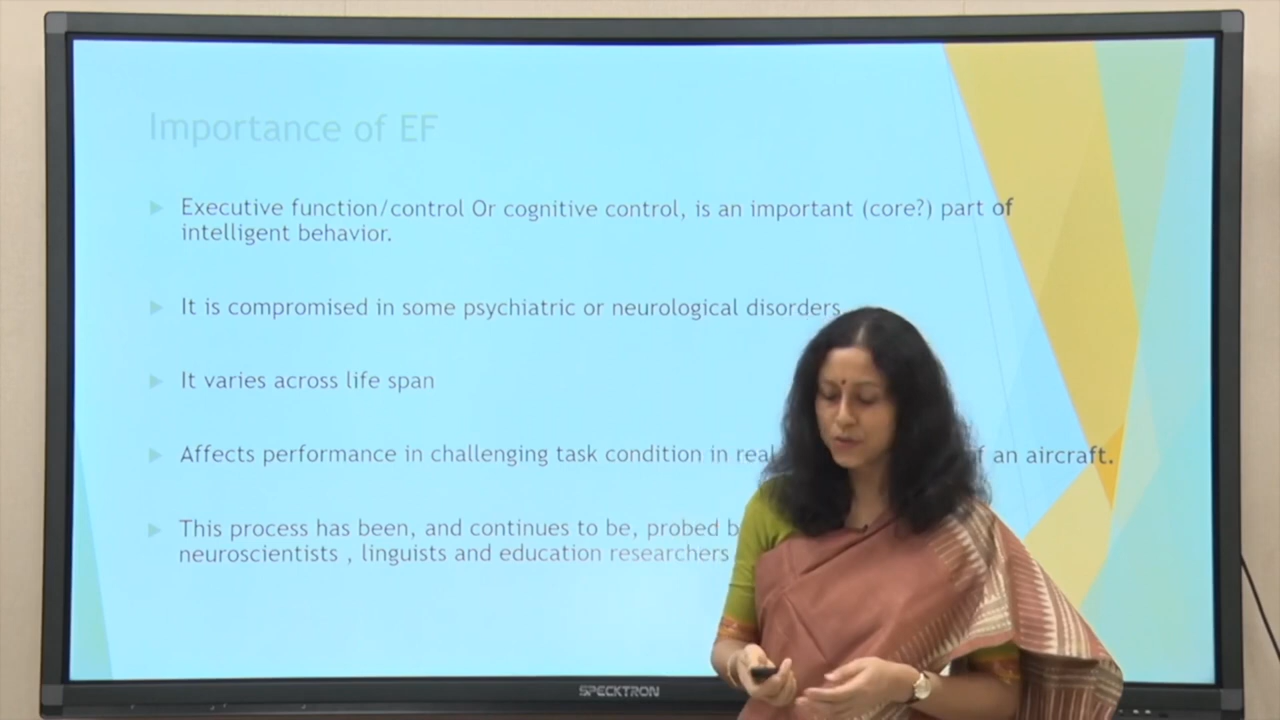 Importance of EF
Executive function/control Or cognitive control, is an important (core?) part of
intelligent behavior.
It is compromised in some psychiatric or neurological disorders
It varies across life span
Affects performance in challenging task condition in real of an aircraft.
This process has been, and continues to be, probed
neuroscientists , linguists and education researchers
SPECKTRON